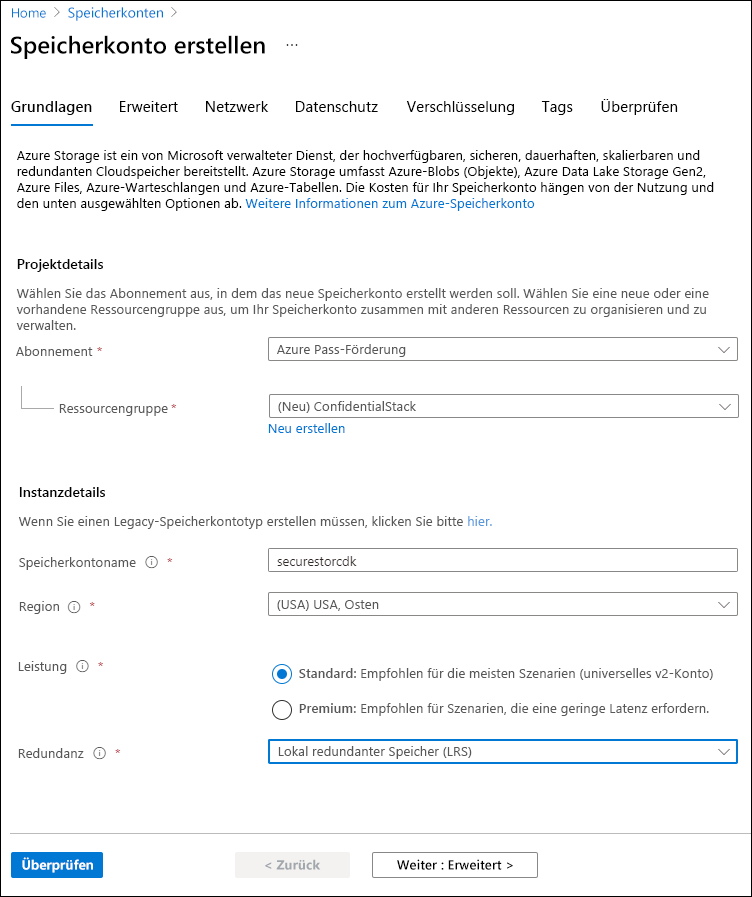 Home > Speicherkonten >
Speicherkonto erstellen ...
Grundlagen Erweitert Netzwerk Datenschutz Verschlüsselung Tags Überprüfen
Azure Storage ist ein von Microsoft verwalteter Dienst, der hochverfügbaren, sicheren, dauerhaften, skalierbaren und
redundanten Cloudspeicher bereitstellt. Azure Storage umfasst Azure-Blobs (Objekte), Azure Data Lake Storage Gen2,
Azure Files, Azure-Warteschlangen und Azure-Tabellen. Die Kosten für Ihr Speicherkonto hängen von der Nutzung und
den unten ausgewählten Optionen ab. Weitere Informationen zum Azure-Speicherkonto
Projektdetails
Wählen Sie das Abonnement aus, in dem das neue Speicherkonto erstellt werden soll. Wählen Sie eine neue oder eine
vorhandene Ressourcengruppe aus, um Ihr Speicherkonto zusammen mit anderen Ressourcen zu organisieren und zu
verwalten.
Abonnement * Azure Pass-Förderung
Ressourcengruppe * (Neu) ConfidentialStack
Neu erstellen
Instanzdetails
Wenn Sie einen Legacy-Speicherkontotyp erstellen müssen, klicken Sie bitte hier.
Speicherkontoname * securestorcdk
Region * (USA) USA, Osten
Leistung * Standard: Empfohlen für die meisten Szenarien (universelles v2-Konto)
Premium: Empfohlen für Szenarien, die eine geringe Latenz erfordern.
Redundanz * Lokal redundanter Speicher (LRS)
Überprüfen < Zurück Weiter : Erweitert >